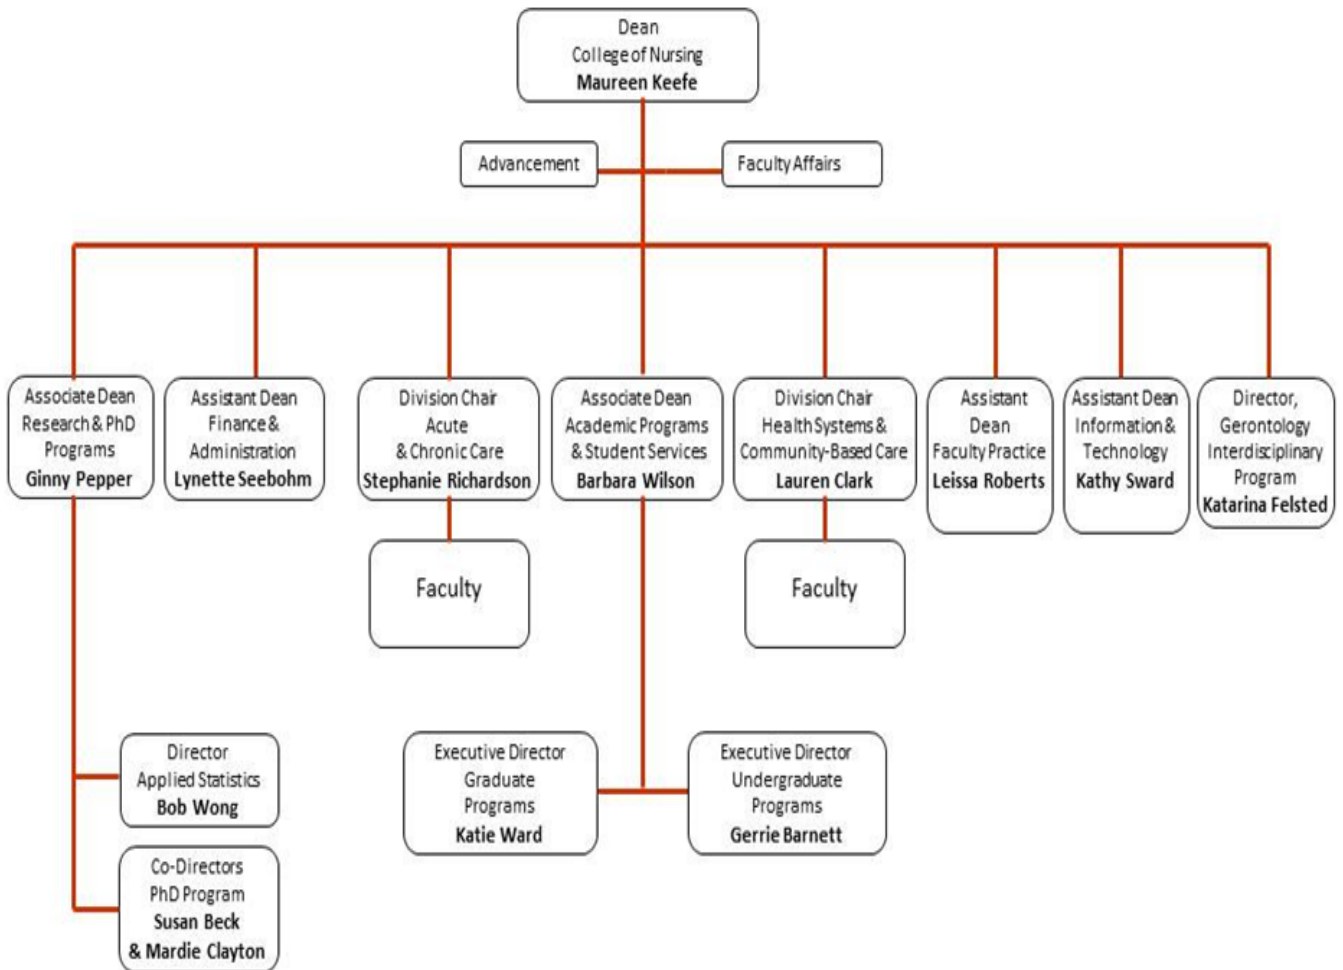 Dean
College of Nursing
Maureen Keefe
Advancement
Faculty Affairs
Associate Dean
Research & PhD
Programs
Ginny Pepper
Assistant Dean
Finance &
Administration
Lynette Seebohm
Division Chair
Acute
& Chronic Care
Stephanie Richardson
Associate Dean
Academic Programs
& Student Services
Barbara Wilson
Division Chair
Health Systems &
Community-Based Care
Lauren Clark
Assistant
Dean
Faculty Practice
Leissa Roberts
Assistant Dean
Information &
Technology
Kathy Sward
Director,
Gerontology
Interdisciplinary
Program
Katarina Felsted
Faculty
Faculty
Director
Applied Statistics
Bob Wong
Executive Director
Graduate
Programs
Katie Ward
Executive Director
Undergraduate
Programs
Gerrie Barnett
Co-Directors
PhD Program
Susan Beck
& Mardie Clayton